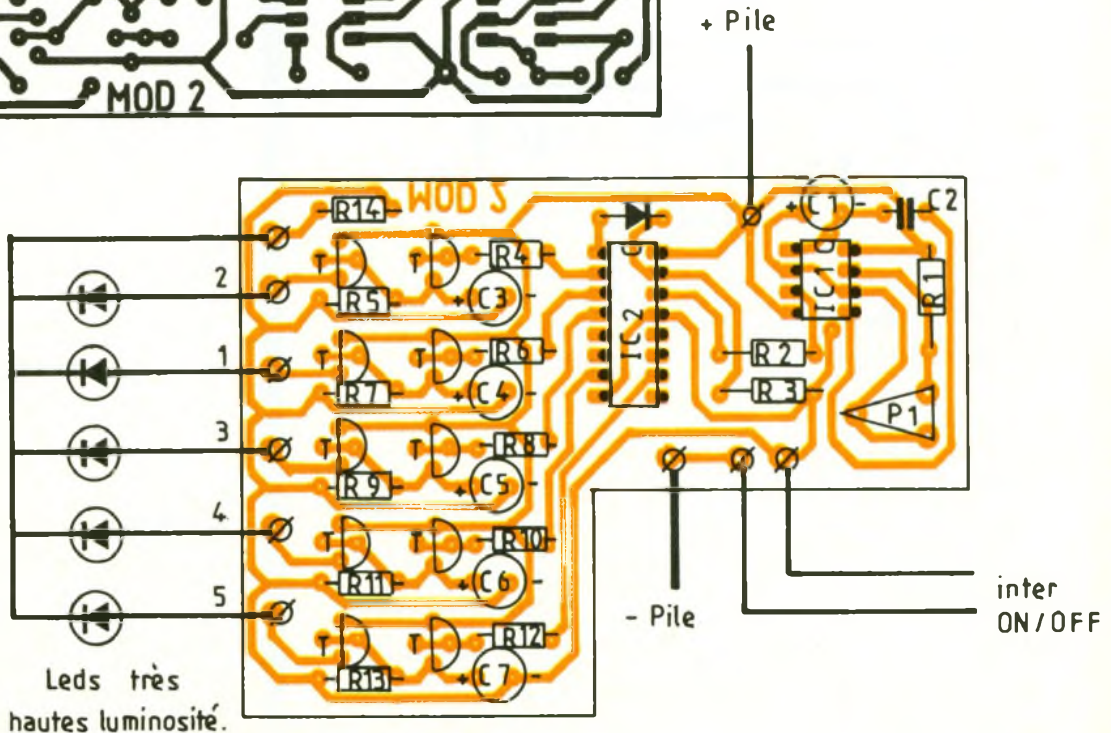 + Pile
MOD 2
MOD 2
R14
C1
+
-
C2
T
T
R4
2
R5
+
C3
-
IC1
R1
IC2
T
T
R6
1
R7
+
C4
-
R2
R3
P1
T
T
R8
3
R9
+
C5
-
4
T
T
R10
R11
+
C6
-
inter
ON/OFF
5
T
T
R12
- Pile
R13
+
C7
-
Leds très
hautes luminosité.